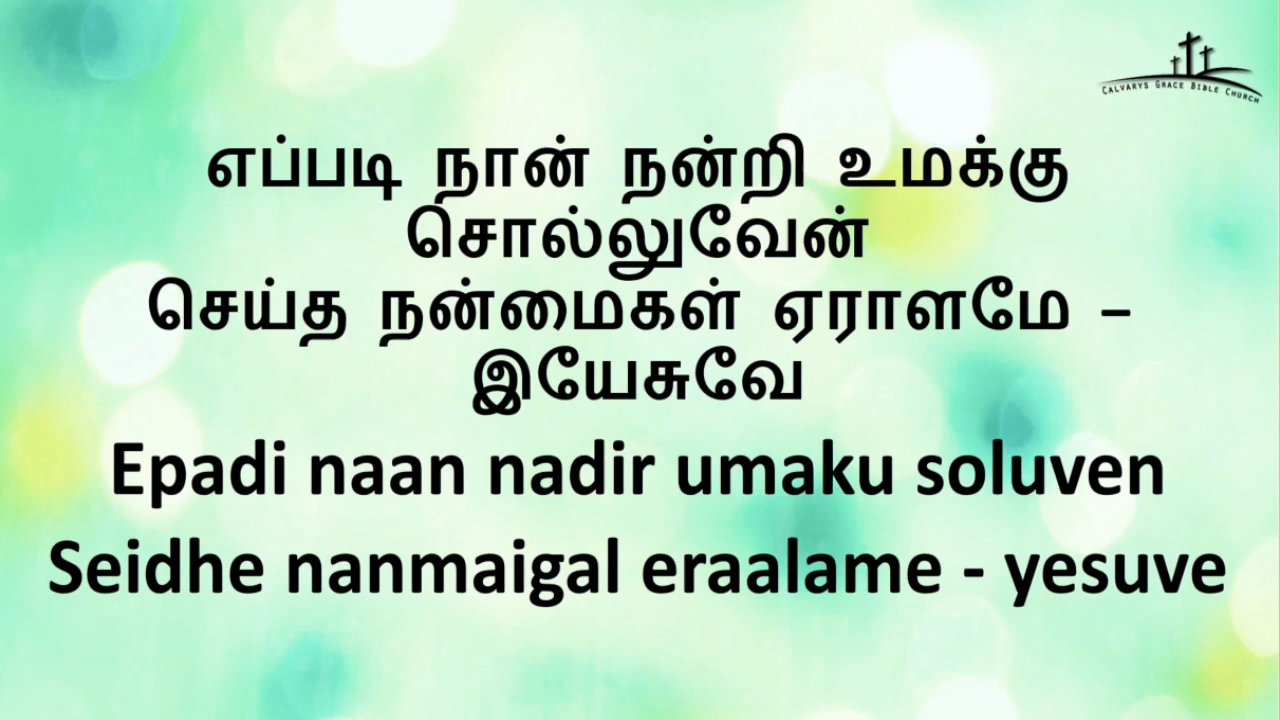 CALVARYS GRACE BIBLE CHURCH
எப்படி நான் நன்றி உமக்கு
சொல்லுவேன்
செய்த நன்மைகள் ஏராளமே –
இயேசுவே
Epadi naan nadir umaku soluven
Seidhe nanmaigal eraalame - yesuve